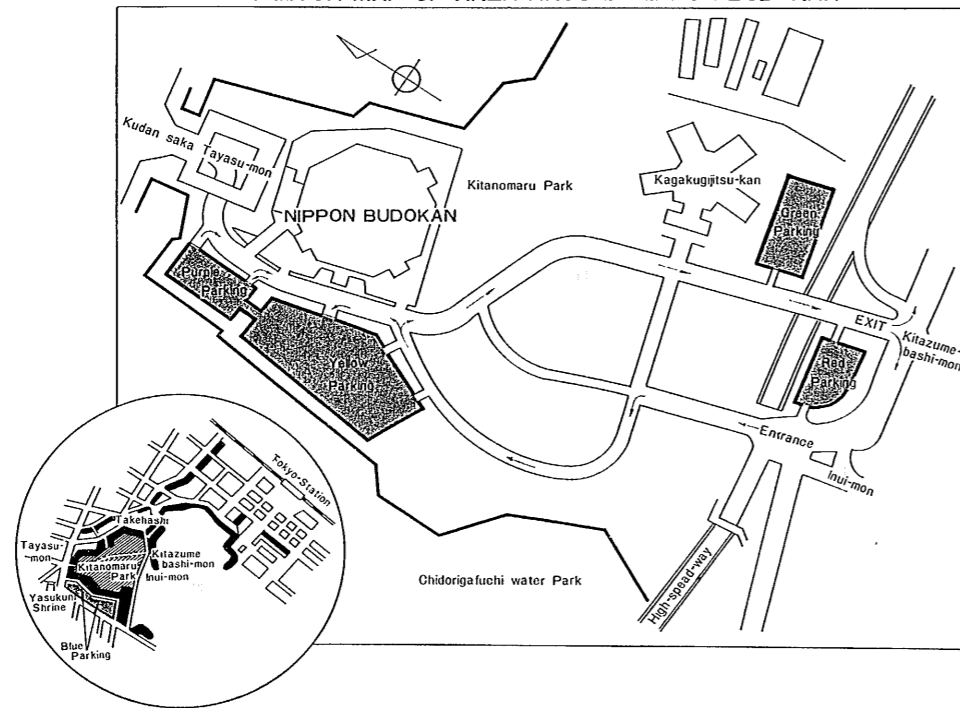 Kudan saka
Tayasu-mon
NIPPON BUDOKAN
Kitanomaru Park
Kagakugijitsu-kan
Green
Parking
Purple
Parking
Yellow
Parking
EXIT
Kitazume-
bashi-mon
Red
Parking
Entrance
Inui-mon
High-spead-way
Chidorigafuchi water Park
Tokyo-Station
Takehashi
Tayasu-
mon
Kitazume
bashi-mon
Kitanomaru
Park
Inui-mon
Yasukuni
Shrine
Blue
Parking